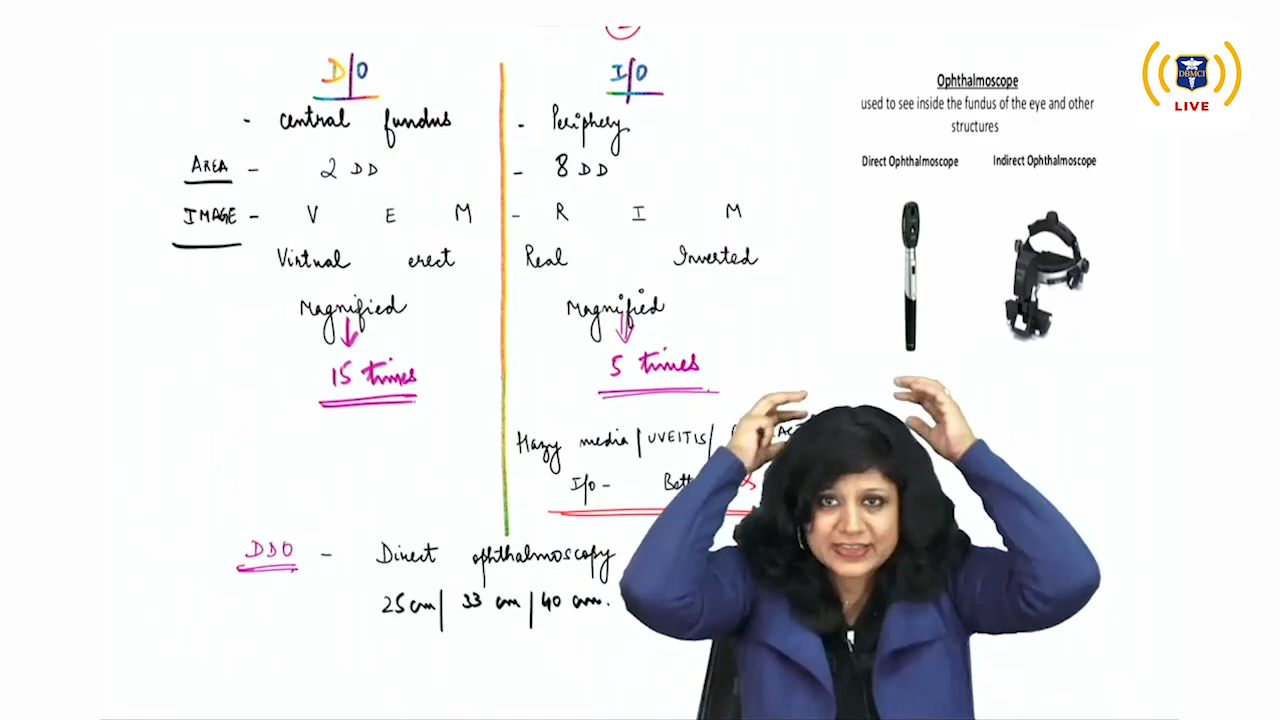 D/O
I/O
- Central fundus
- Periphery
AREA - 2 DD
- 8 DD
IMAGE - V E M
- R I M
Virtual erect
Real Inverted
Magnified
Magnified
15 times
5 times
Hazy media / UVEITIS /
I/o - Bett
DDO - Direct ophthalmoscopy
25 cm / 33 cm / 40 cm.
Ophthalmoscope
used to see inside the fundus of the eye and other
structures
Direct Ophthalmoscope Indirect Ophthalmoscope
DBMCI
LIVE